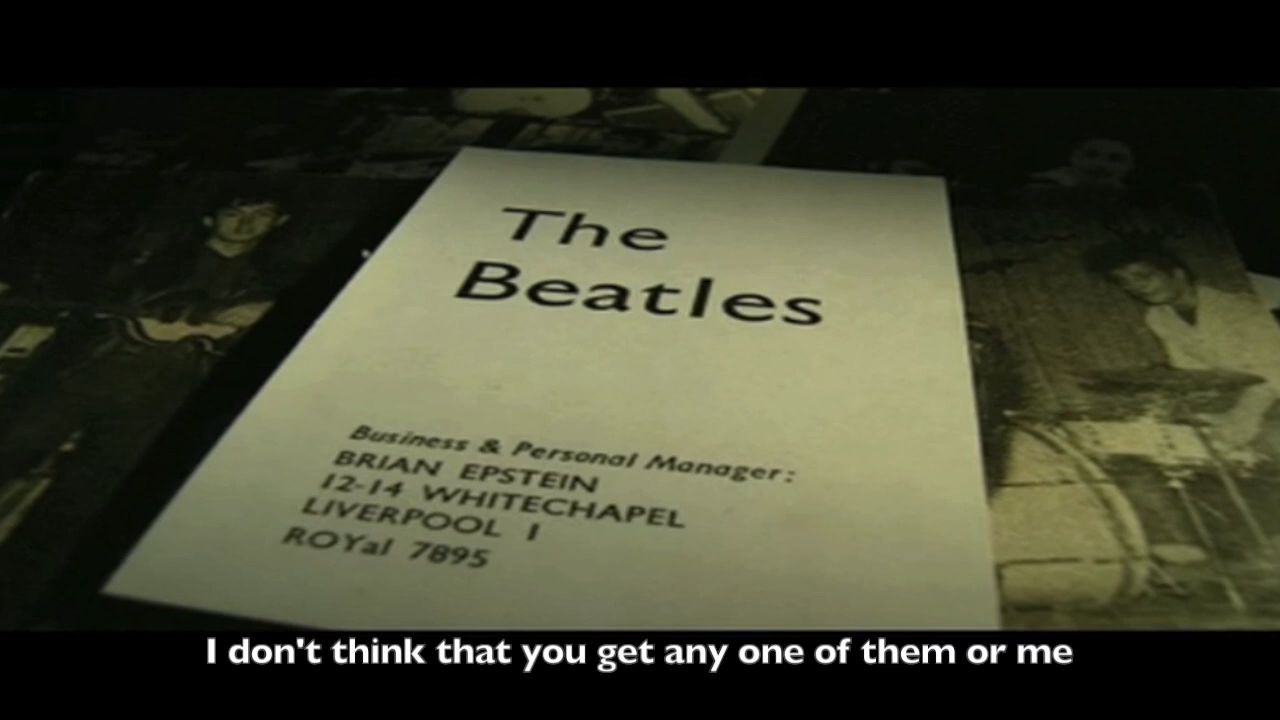 The
Beatles
Business & Personal Manager:
BRIAN EPSTEIN
12-14 WHITECHAPEL
LIVERPOOL 1
ROYal 7895
I don't think that you get any one of them or me